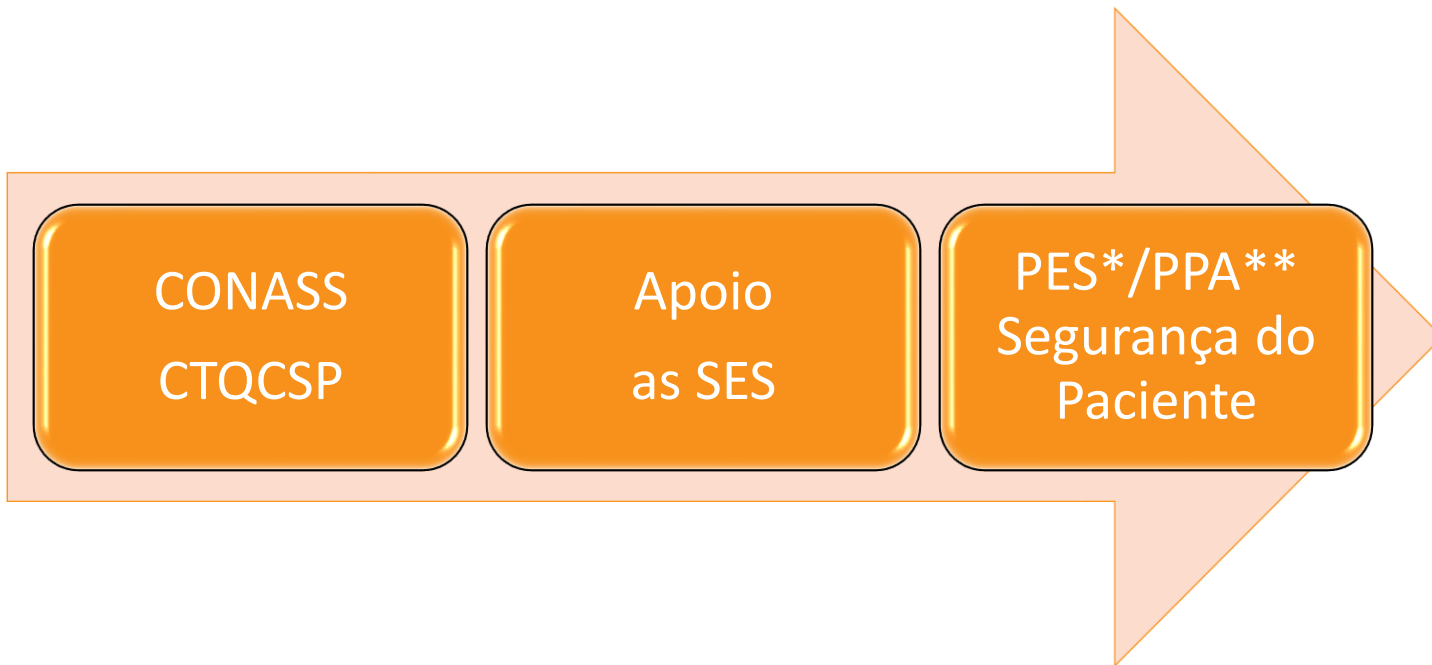 CONASS
CTQCSP
Apoio
as SES
PES*/PPA**
Segurança do
Paciente